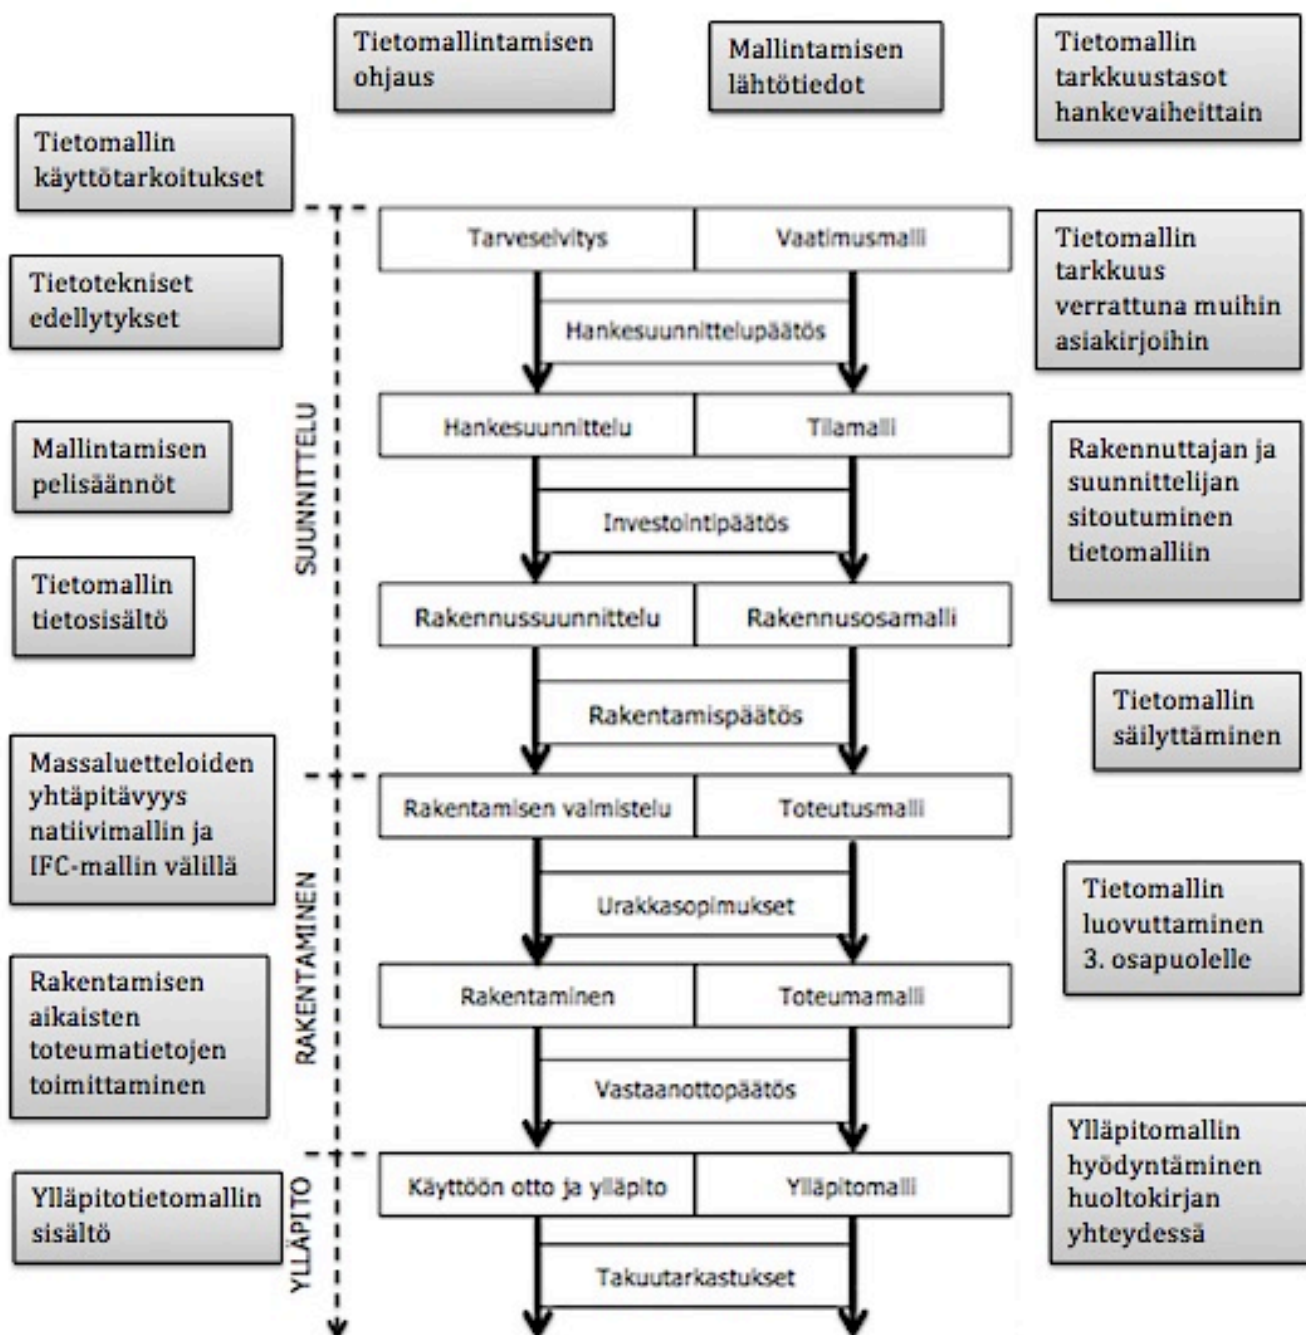 Tietomallintamisen
ohjaus
Mallintamisen
lähtötiedot
Tietomallin
tarkkuustasot
hankevaiheittain
Tietomallin
käyttötarkoitukset
Tietotekniset
edellytykset
Mallintamisen
pelisäännöt
Tietomallin
tietosisältö
Massaluetteloiden
yhtäpitävyys
natiivimallin ja
IFC-mallin välillä
Rakentamisen
aikaisten
toteumatietojen
toimittaminen
Ylläpitotietomallin
sisältö
SUUNNITTELU
RAKENTAMINEN
YLLÄPITO
Tarveselvitys
Vaatimusmalli
Hankesuunnittelupäätös
Hankesuunnittelu
Tilamalli
Investointipäätös
Rakennussuunnittelu
Rakennusosamalli
Rakentamispäätös
Rakentamisen valmistelu
Toteutusmalli
Urakkasopimukset
Rakentaminen
Toteumamalli
Vastaanottopäätös
Käyttöön otto ja ylläpito
Ylläpitomalli
Takuutarkastukset
Tietomallin
tarkkuus
verrattuna muihin
asiakirjoihin
Rakennuttajan ja
suunnittelijan
sitoutuminen
tietomalliin
Tietomallin
säilyttäminen
Tietomallin
luovuttaminen
3. osapuolelle
Ylläpitomallin
hyödyntäminen
huoltokirjan
yhteydessä